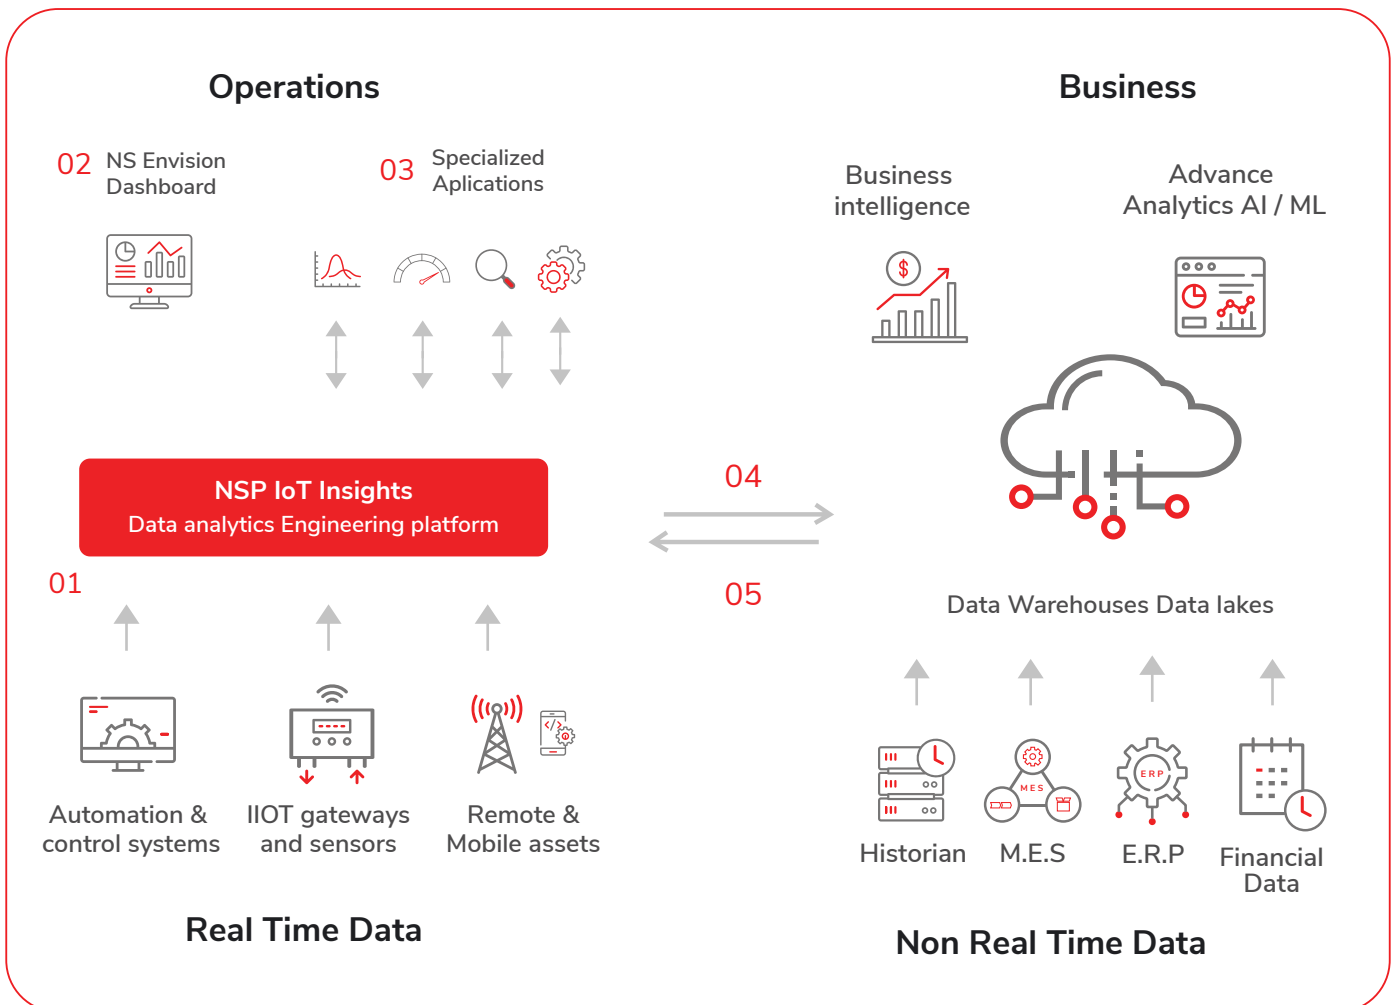 Operations
Business
02 NS Envision
Dashboard
03 Specialized
Aplications
Business
intelligence
Advance
Analytics AI / ML
$
NSP IoT Insights
Data analytics Engineering platform
01
04
05
Data Warehouses Data lakes
</>
MES
ERP
Automation &
control systems
IIOT gateways
and sensors
Remote &
Mobile assets
Historian
M.E.S
E.R.P
Financial
Data
Real Time Data
Non Real Time Data